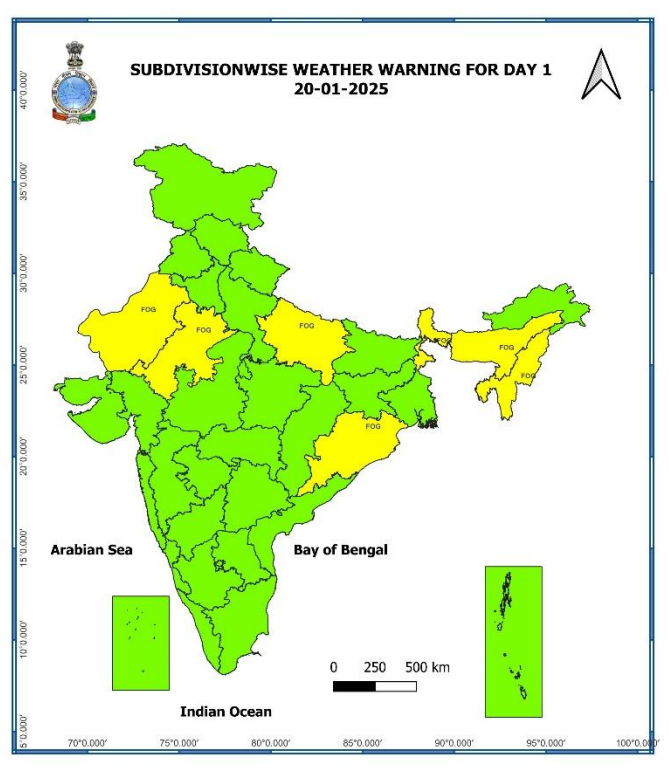 SUBDIVISIONWISE WEATHER WARNING FOR DAY 1
20-01-2025
40°0.000'
35°0.000'
30°0.000'
FOG
FOG
FOG
FOG
FOG
FOG
25°0.000'
FOG
20°0.000'
Arabian Sea
Bay of Bengal
15°0.000'
10°0.000'
0 250 500 km
Indian Ocean
5°0.000'
70°0.000' 75°0.000' 80°0.000' 85°0.000' 90°0.000' 95°0.000' 100°0.000'